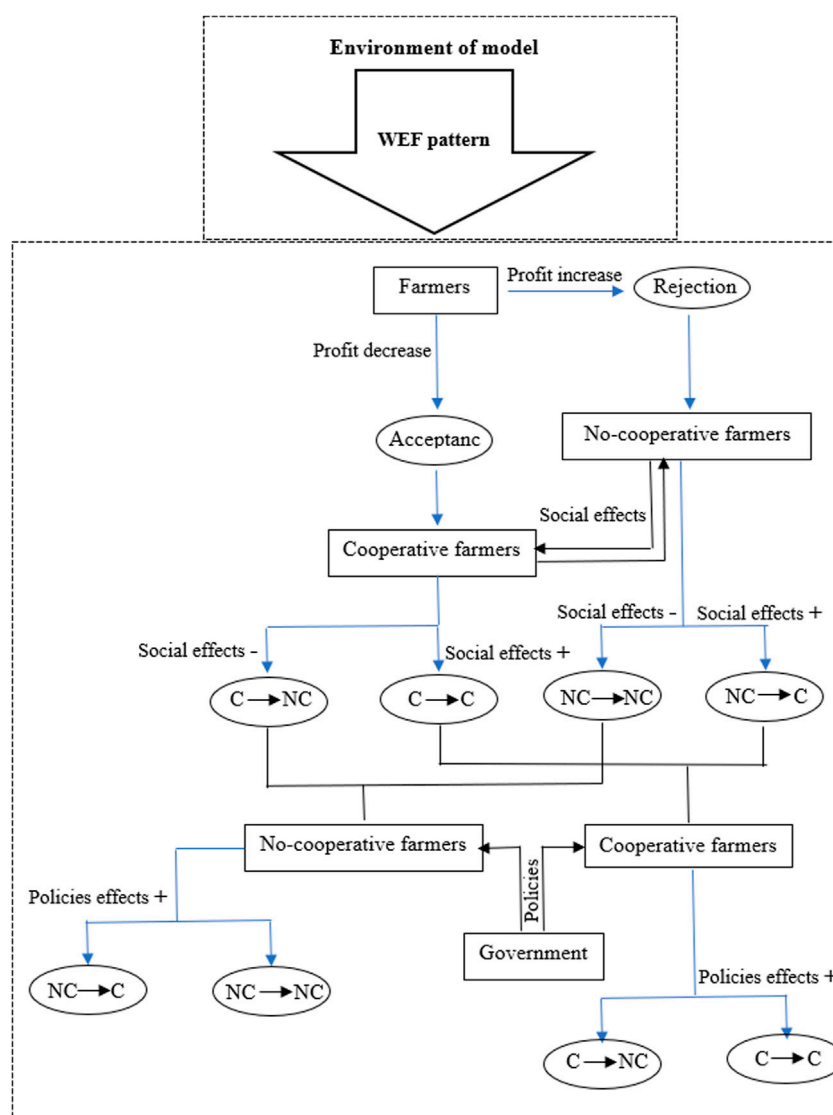 Environment of model
WEF pattern
Farmers
Profit increase
Rejection
Profit decrease
Acceptanc
No-cooperative farmers
Social effects
Cooperative farmers
Social effects -
Social effects +
Social effects -
Social effects +
C → NC
C → C
NC → NC
NC → C
No-cooperative farmers
Cooperative farmers
Policies
Policies effects +
Government
NC → C
NC → NC
Policies effects +
C → NC
C → C